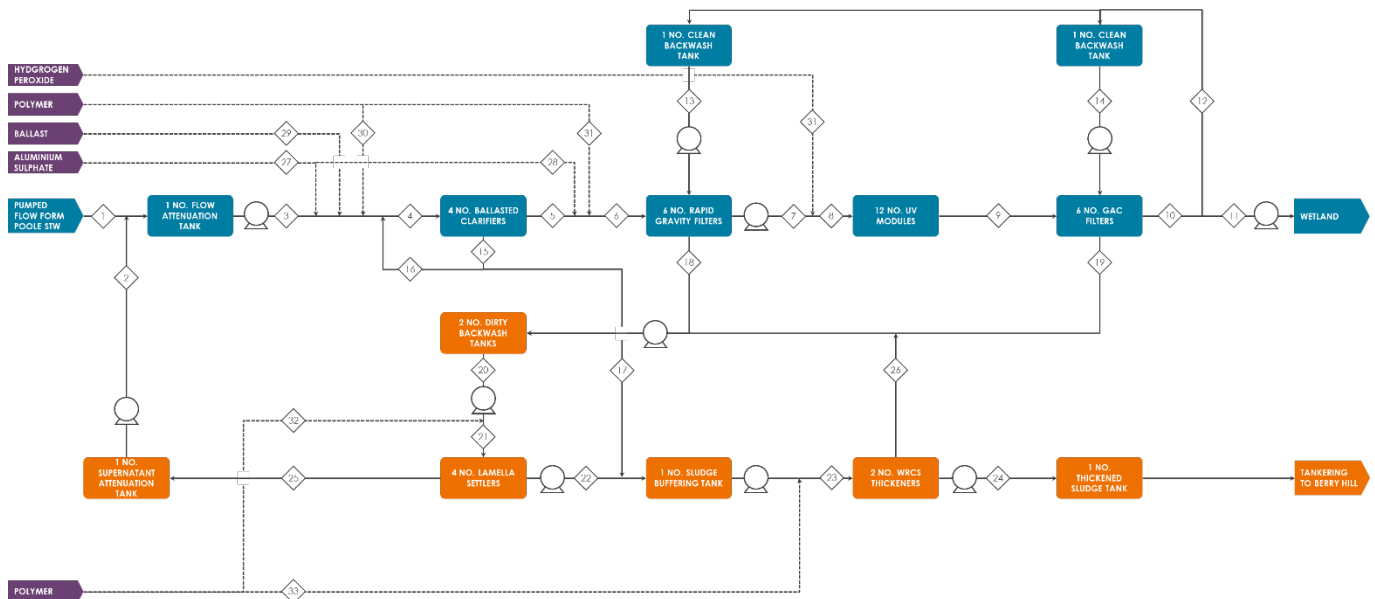 1 NO. CLEAN
BACKWASH
TANK
1 NO. CLEAN
BACKWASH
TANK
HYDGROGEN
PEROXIDE
13
14
12
POLYMER
29
30
31
31
BALLAST
ALUMINIUM
SULPHATE
27
28
PUMPED
FLOW FORM
POOLE STW
1
1 NO. FLOW
ATTENUATION
TANK
3
4
4 NO. BALLASTED
CLARIFIERS
5
6
6 NO. RAPID
GRAVITY FILTERS
7
8
12 NO. UV
MODULES
9
6 NO. GAC
FILTERS
10
11
WETLAND
2
16
15
18
19
2 NO. DIRTY
BACKWASH
TANKS
20
17
26
32
21
1 NO.
SUPERNATANT
ATTENUATION
TANK
25
4 NO. LAMELLA
SETTLERS
22
1 NO. SLUDGE
BUFFERING TANK
23
2 NO. WRCS
THICKENERS
24
1 NO.
THICKENED
SLUDGE TANK
TANKERING
TO BERRY HILL
POLYMER
33